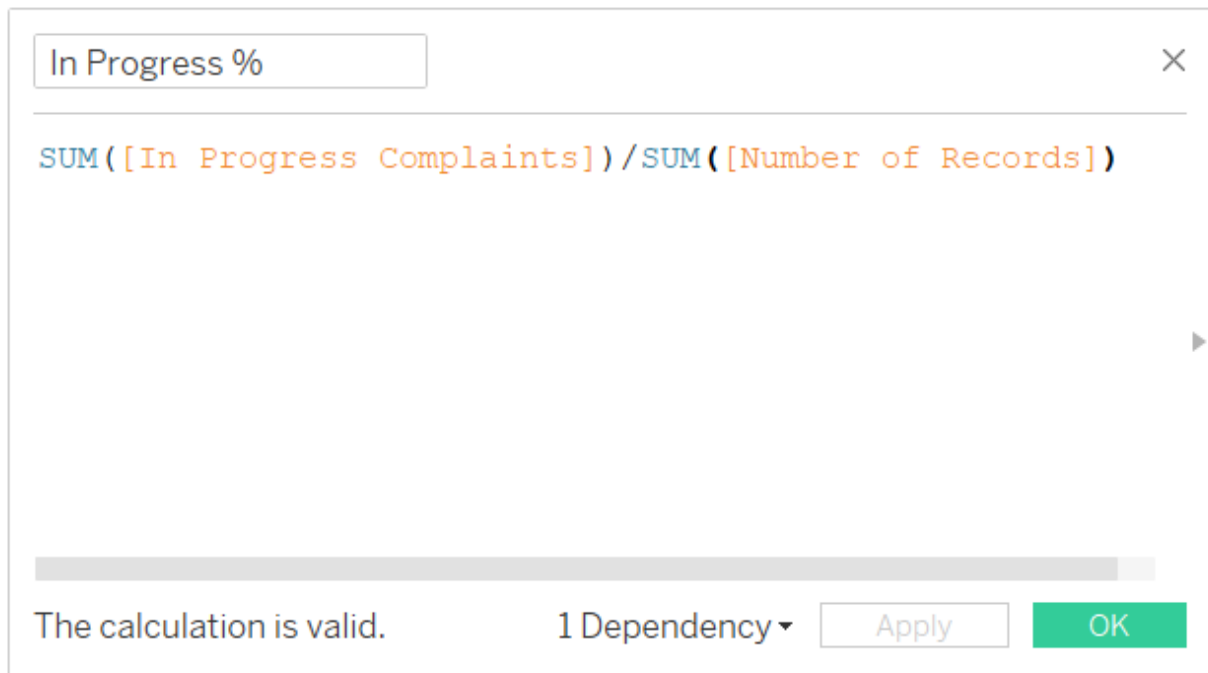 In Progress %
SUM([In Progress Complaints])/SUM([Number of Records])
The calculation is valid.
1 Dependency
Apply
OK